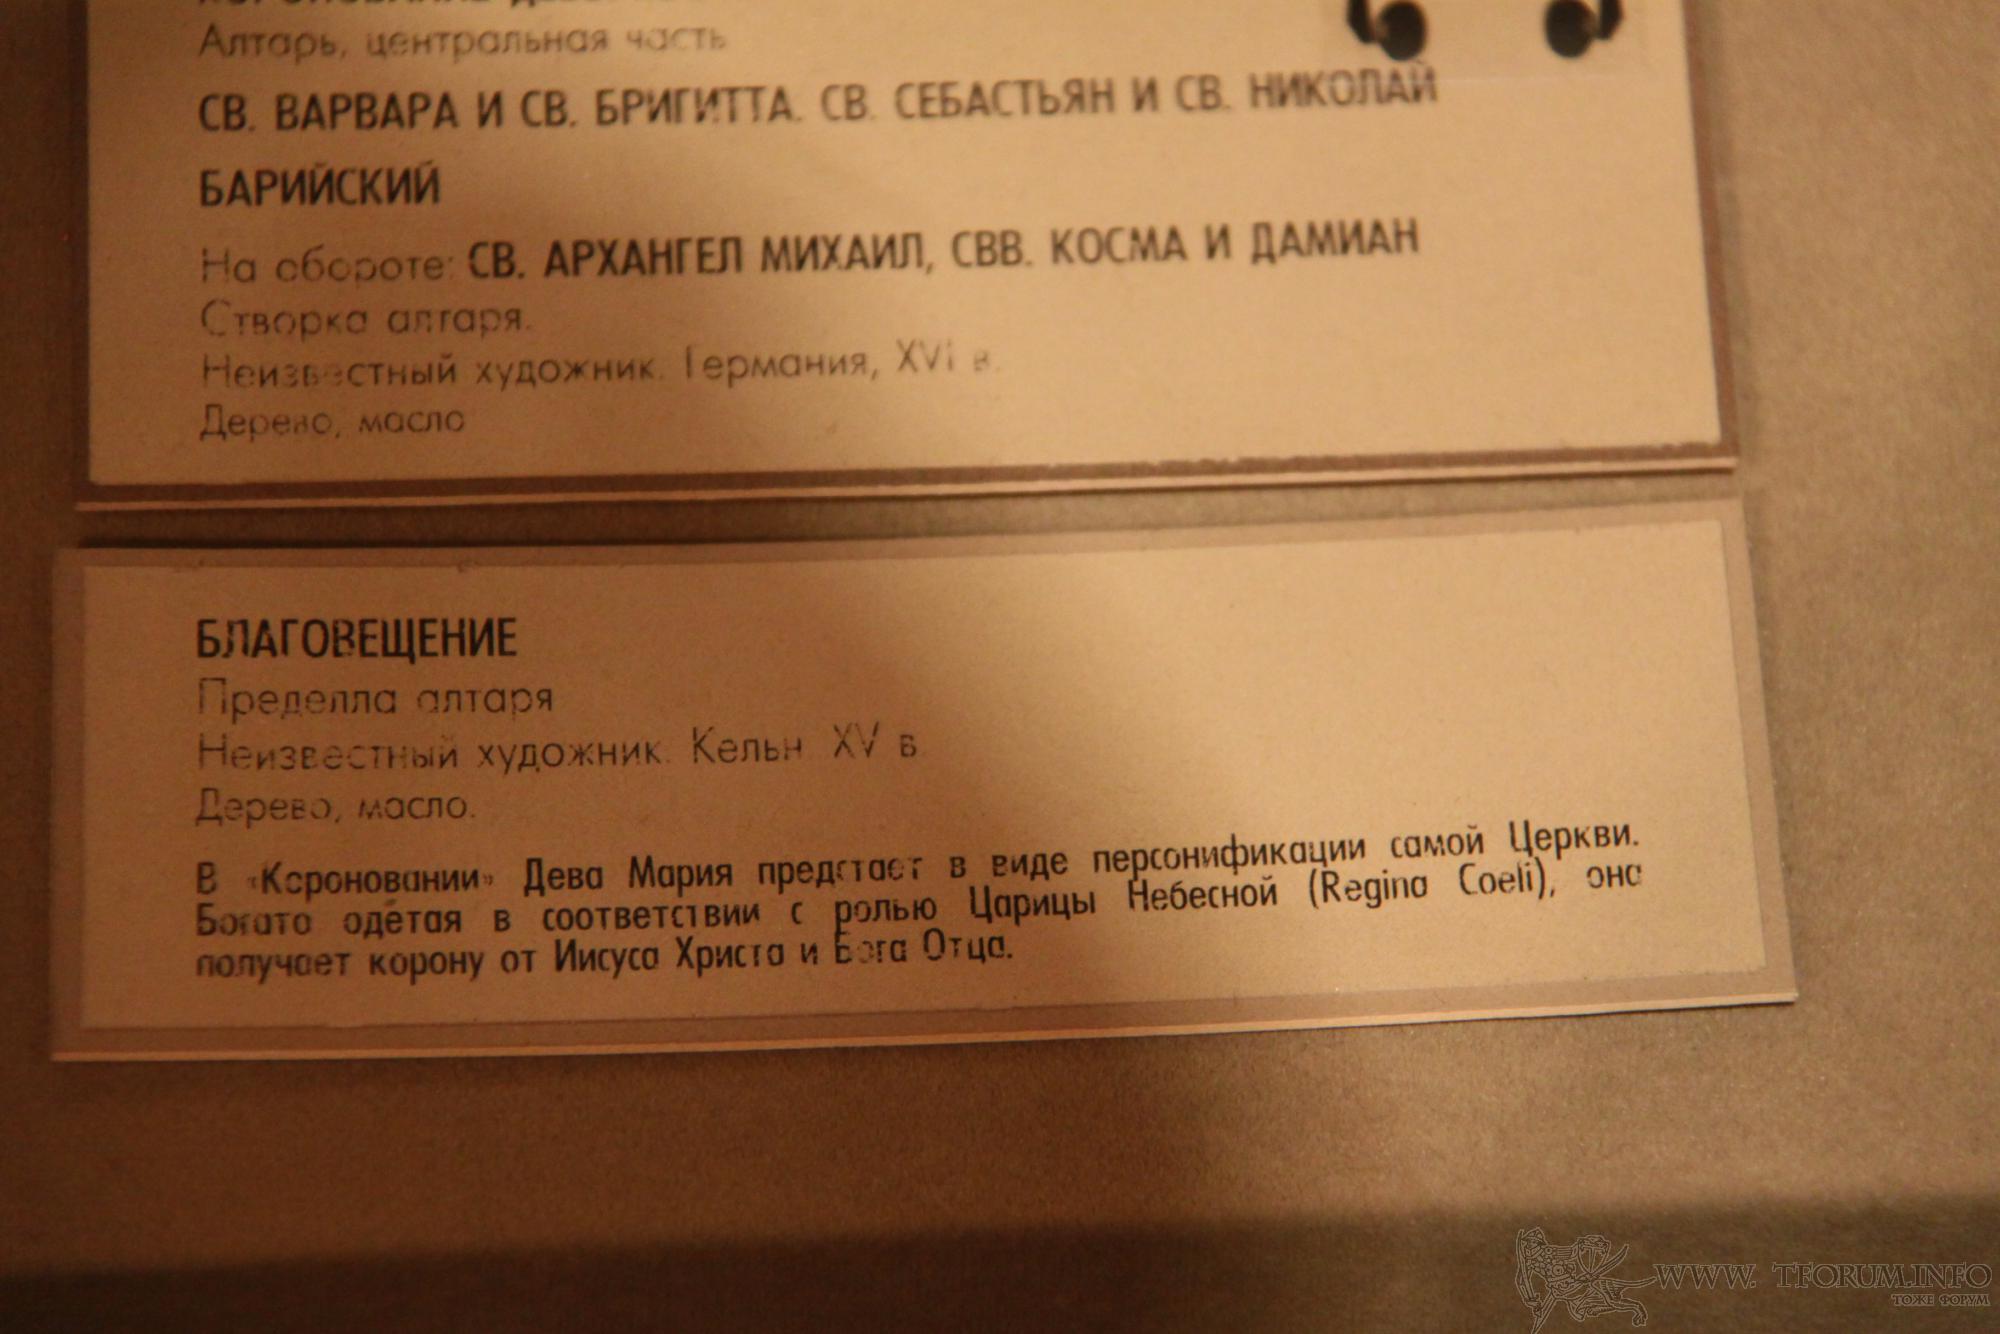 Алтарь, центральная часть
СВ. ВАРВАРА И СВ. БРИГИТТА. СВ. СЕБАСТЬЯН И СВ. НИКОЛАЙ
БАРИЙСКИЙ
На обороте: СВ. АРХАНГЕЛ МИХАИЛ, СВВ. КОСМА И ДАМИАН
Створка алтаря.
Неизвестный художник. Германия, XVI в.
Дерево, масло
БЛАГОВЕЩЕНИЕ
Пределла алтаря
Неизвестный художник. Кельн XV в
Дерево, масло.
В «Короновании» Дева Мария предстает в виде персонификации самой Церкви.
Богато одетая в соответствии с ролью Царицы Небесной (Regina Coeli), она
получает корону от Иисуса Христа и Бога Отца.
WWW. TFORUM.INFO
ТОЖЕ ФОРУМ